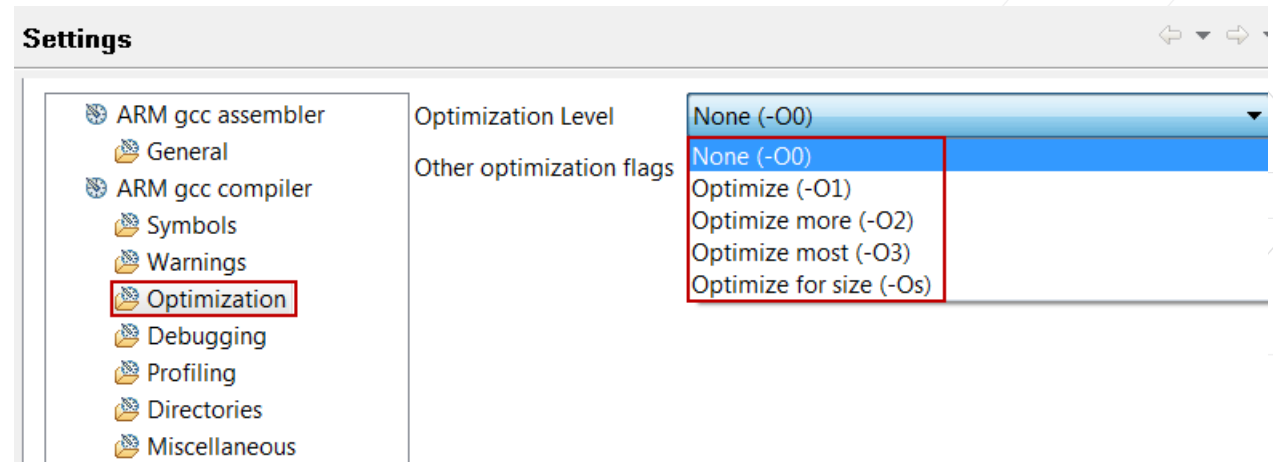 Settings
ARM gcc assembler
General
ARM gcc compiler
Symbols
Warnings
Optimization
Debugging
Profiling
Directories
Miscellaneous
Optimization Level
None (-O0)
Other optimization flags
None (-O0)
Optimize (-O1)
Optimize more (-O2)
Optimize most (-O3)
Optimize for size (-Os)